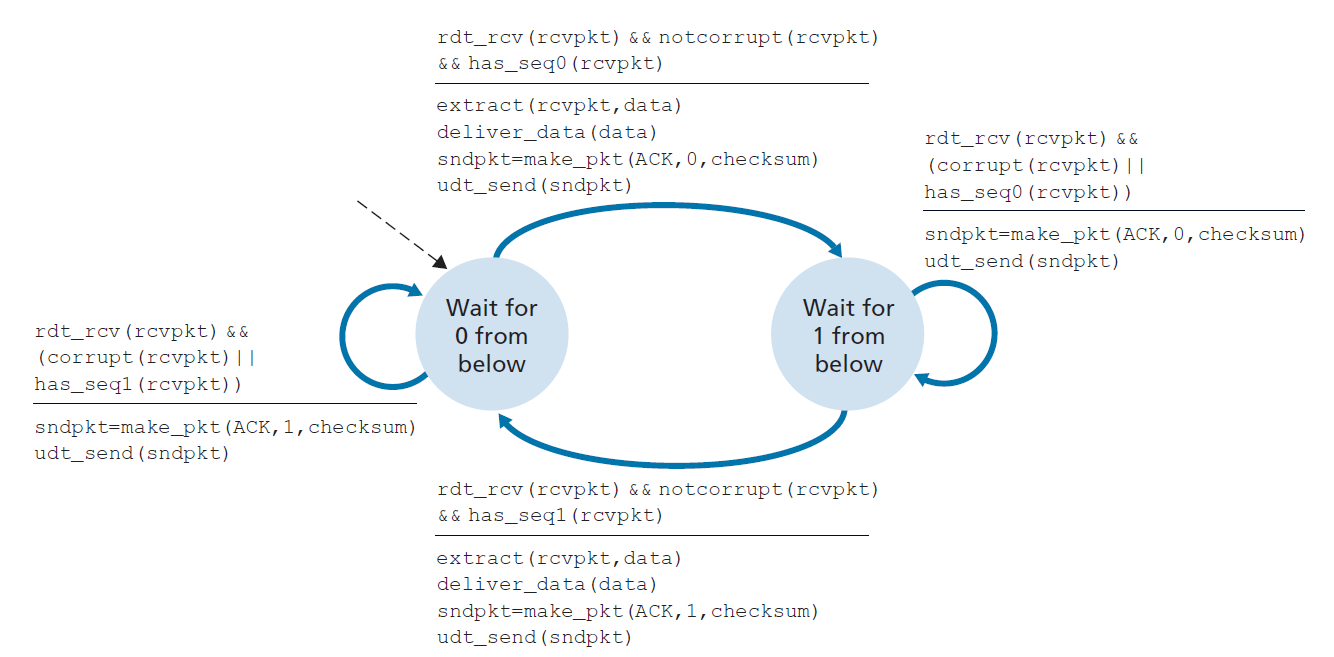 rdt_rcv(rcvpkt) && notcorrupt(rcvpkt)
&& has_seq0(rcvpkt)
extract(rcvpkt,data)
deliver_data(data)
sndpkt=make_pkt(ACK,0,checksum)
udt_send(sndpkt)
rdt_rcv(rcvpkt) &&
(corrupt(rcvpkt)||
has_seq0(rcvpkt))
sndpkt=make_pkt(ACK,0,checksum)
udt_send(sndpkt)
Wait for
0 from
below
Wait for
1 from
below
rdt_rcv(rcvpkt) &&
(corrupt(rcvpkt)||
has_seq1(rcvpkt))
sndpkt=make_pkt(ACK,1,checksum)
udt_send(sndpkt)
rdt_rcv(rcvpkt) && notcorrupt(rcvpkt)
&& has_seq1(rcvpkt)
extract(rcvpkt,data)
deliver_data(data)
sndpkt=make_pkt(ACK,1,checksum)
udt_send(sndpkt)